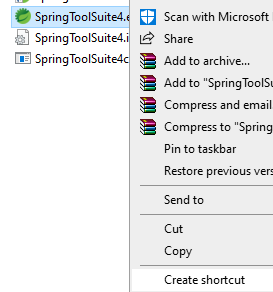 SpringToolSuite4.e
SpringToolSuite4.i
SpringToolSuite4c
Scan with Microsoft
Share
Add to archive...
Add to "SpringToolSu
Compress and email
Compress to "Spring
Pin to taskbar
Restore previous vers
Send to
Cut
Copy
Create shortcut